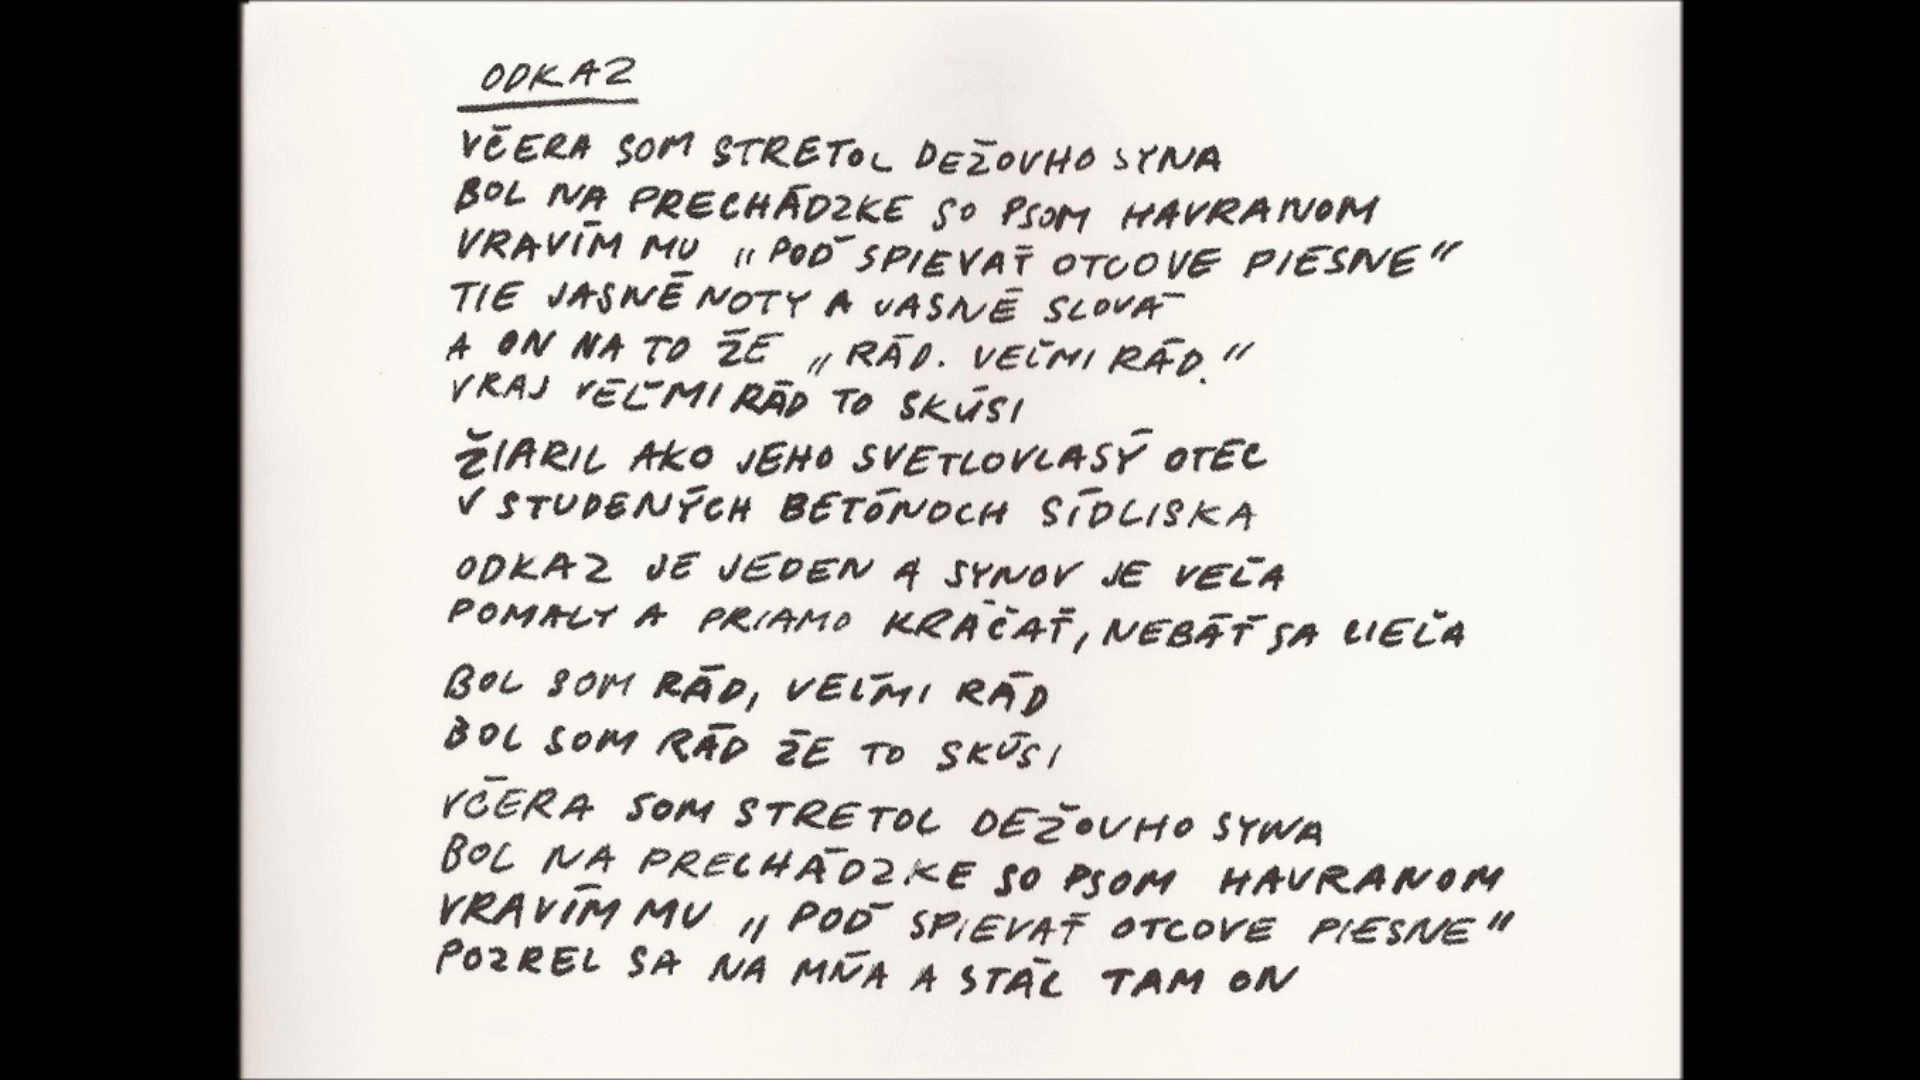 ODKAZ
VČERA SOM STRETOL DEŽOVHO SYNA
BOL NA PRECHÁDZKE SO PSOM HAVRANOM
VRAVÍM MU „POĎ SPIEVAŤ OTCOVE PIESNE“
TIE JASNÉ NOTY A JASNÉ SLOVÁ
A ON NA TO ŽE „RÁD. VEĽMI RÁD.“
VRAJ VEĽMI RÁD TO SKÚSI
ŽIARIL AKO JEHO SVETLOVLASÝ OTEC
V STUDENÝCH BETÓNOCH SÍDLISKA
ODKAZ JE JEDEN A SYNOV JE VEĽA
POMALY A PRIAMO KRÁČAŤ, NEBÁŤ SA CIEĽA
BOL SOM RÁD, VEĽMI RÁD
BOL SOM RÁD ŽE TO SKÚSI
VČERA SOM STRETOL DEŽOVHO SYNA
BOL NA PRECHÁDZKE SO PSOM HAVRANOM
VRAVÍM MU „POĎ SPIEVAŤ OTCOVE PIESNE“
POZREL SA NA MŇA A STÁL TAM ON